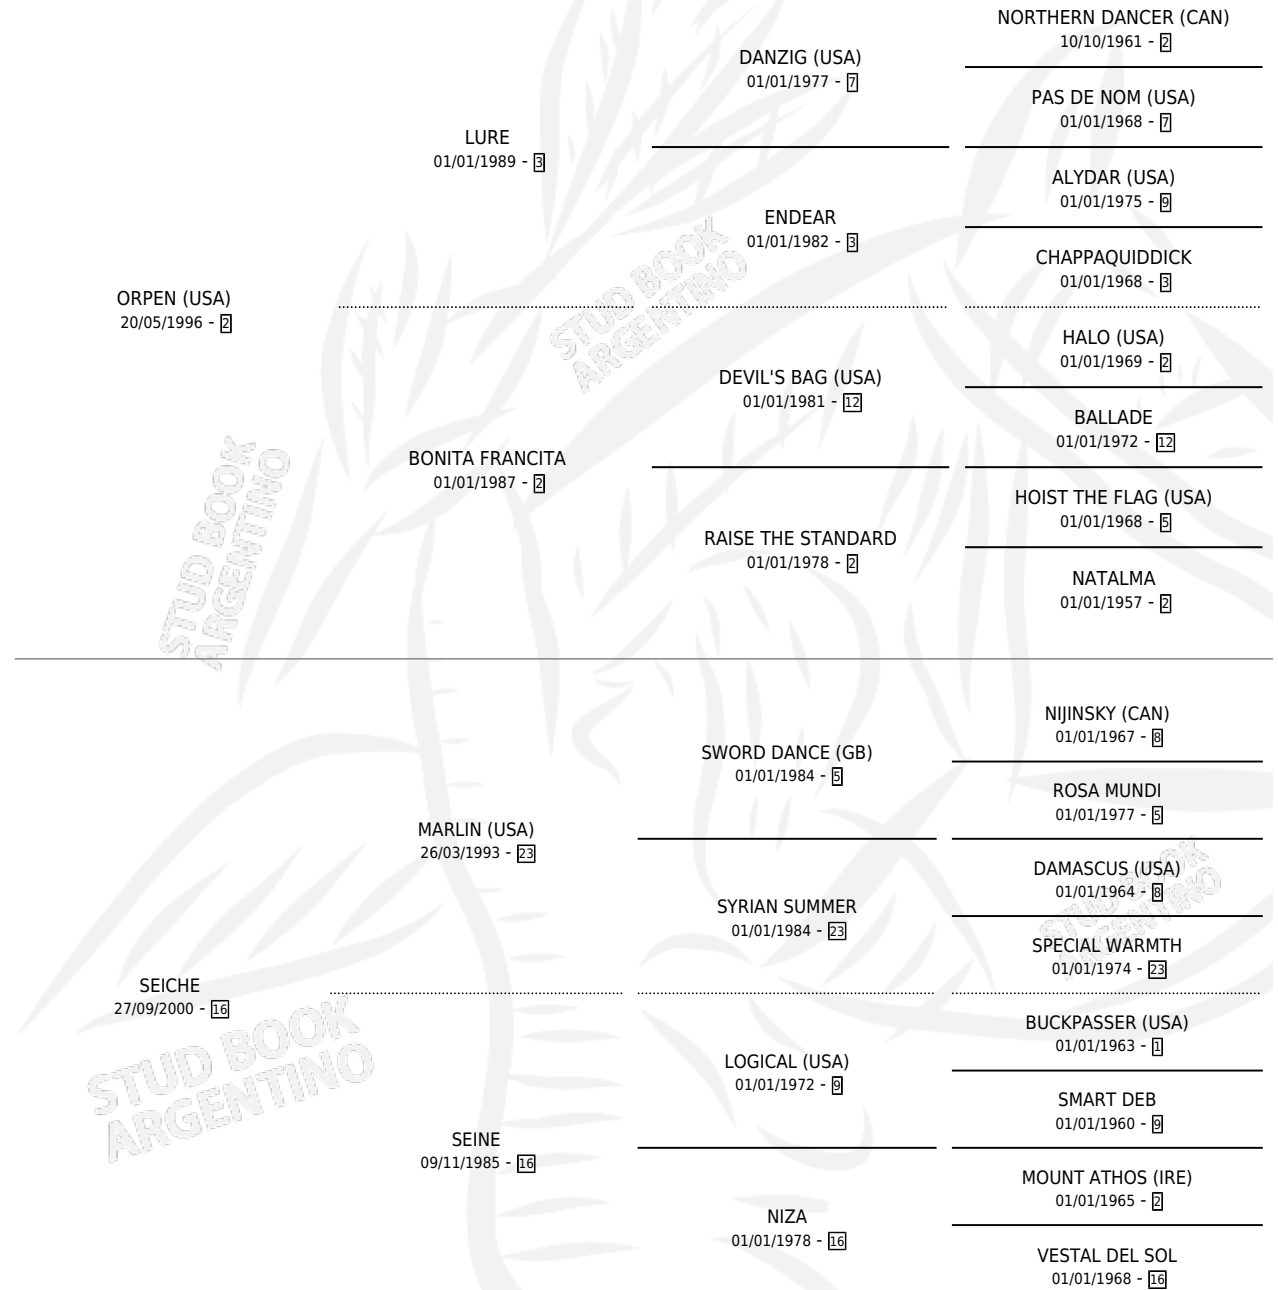 NORTHERN DANCER (CAN)
10/10/1961 - 2
DANZIG (USA)
01/01/1977 - 7
PAS DE NOM (USA)
01/01/1968 - 7
LURE
01/01/1989 - 3
ALYDAR (USA)
01/01/1975 - 9
ENDEAR
01/01/1982 - 3
CHAPPAQUIDDICK
01/01/1968 - 3
ORPEN (USA)
20/05/1996 - 2
STUD BOOK
ARGENTINO
HALO (USA)
01/01/1969 - 2
DEVIL'S BAG (USA)
01/01/1981 - 12
BALLADE
01/01/1972 - 12
BONITA FRANCITA
01/01/1987 - 2
HOIST THE FLAG (USA)
01/01/1968 - 5
RAISE THE STANDARD
01/01/1978 - 2
NATALMA
01/01/1957 - 2
STUD BOOK
ARGENTINO
NIJINSKY (CAN)
01/01/1967 - 8
SWORD DANCE (GB)
01/01/1984 - 5
ROSA MUNDI
01/01/1977 - 5
MARLIN (USA)
26/03/1993 - 23
DAMASCUS (USA)
01/01/1964 - 8
STUD BOOK
ARGENTINO
SYRIAN SUMMER
01/01/1984 - 23
SPECIAL WARMTH
01/01/1974 - 23
SEICHE
27/09/2000 - 16
STUD BOOK
ARGENTINO
BUCKPASSER (USA)
01/01/1963 - 1
LOGICAL (USA)
01/01/1972 - 9
SMART DEB
01/01/1960 - 9
SEINE
09/11/1985 - 16
MOUNT ATHOS (IRE)
01/01/1965 - 2
NIZA
01/01/1978 - 16
VESTAL DEL SOL
01/01/1968 - 16